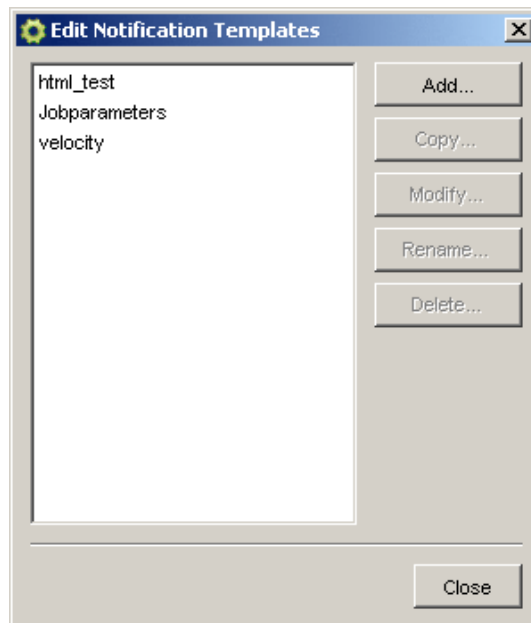 Edit Notification Templates
html_test
Jobparameters
velocity
Add...
Copy...
Modify...
Rename...
Delete...
Close